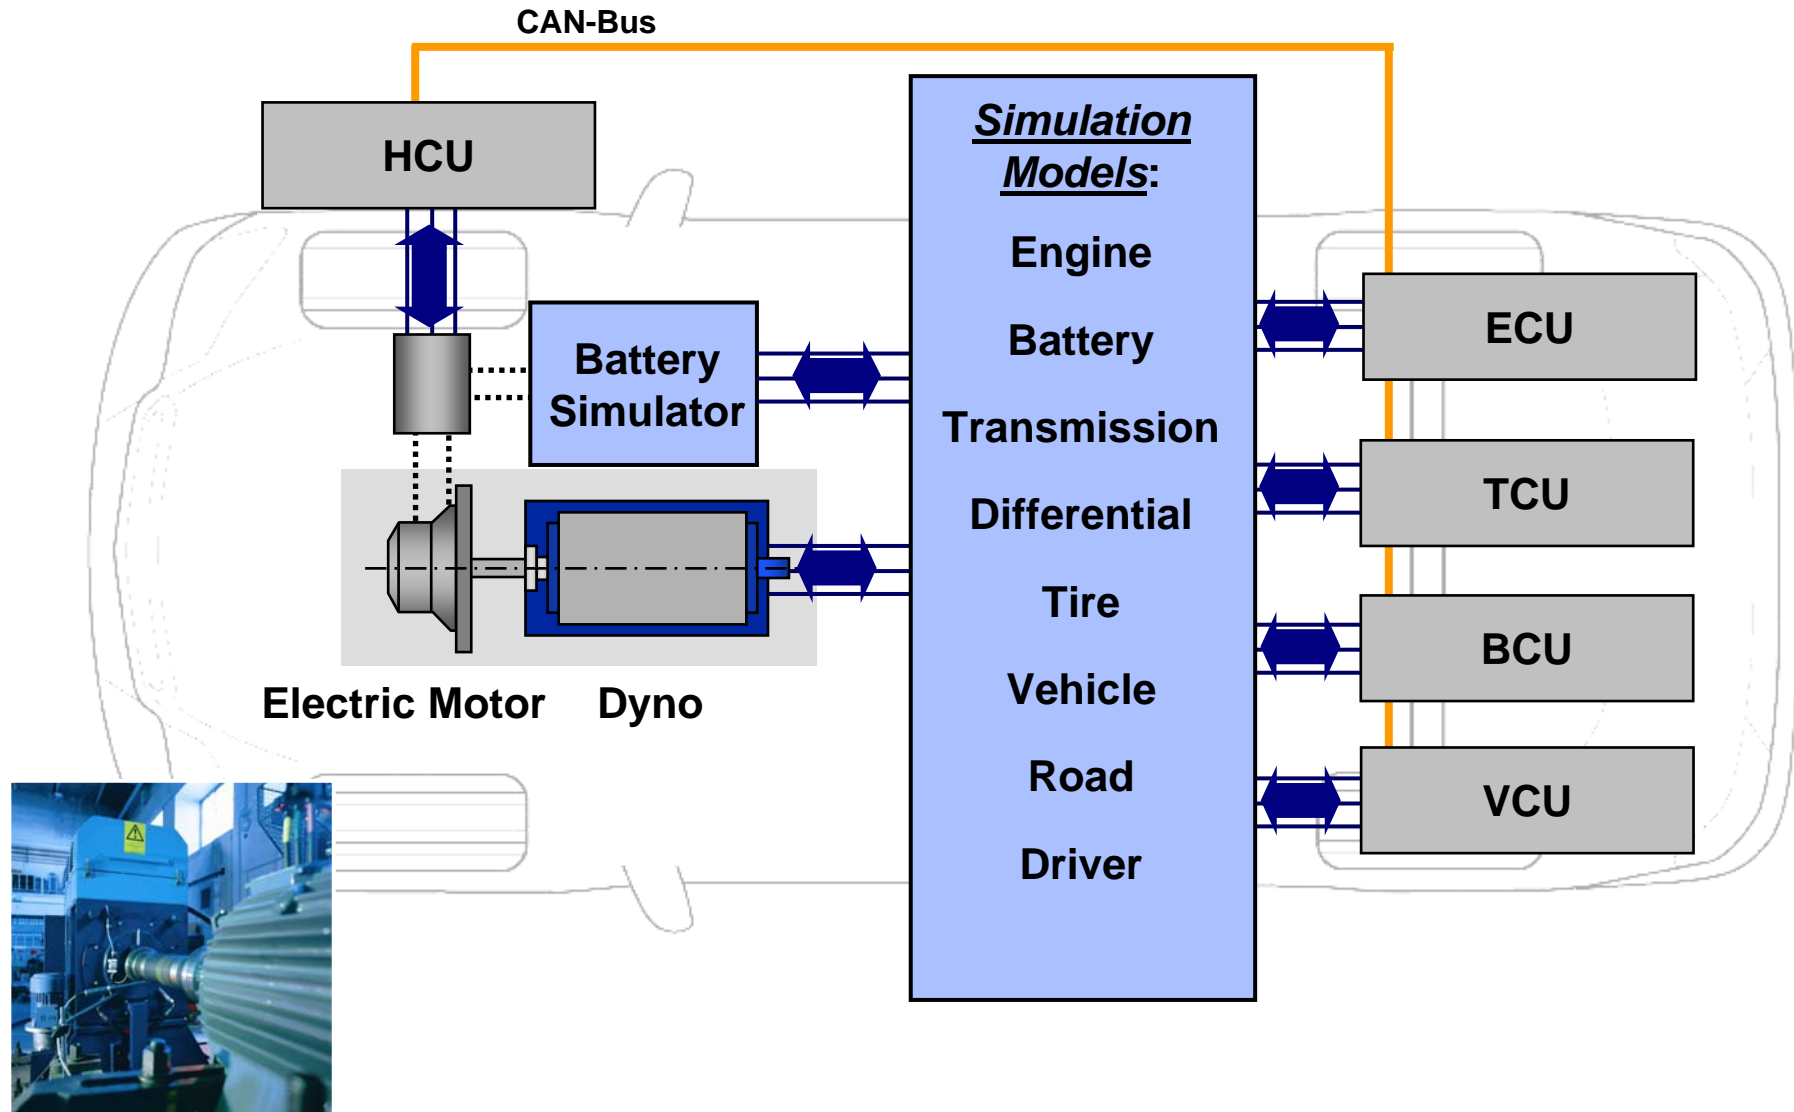 CAN-Bus
HCU
Simulation
Models:
Engine
Battery
Transmission
Differential
Tire
Vehicle
Road
Driver
Battery
Simulator
Electric Motor
Dyno
ECU
TCU
BCU
VCU